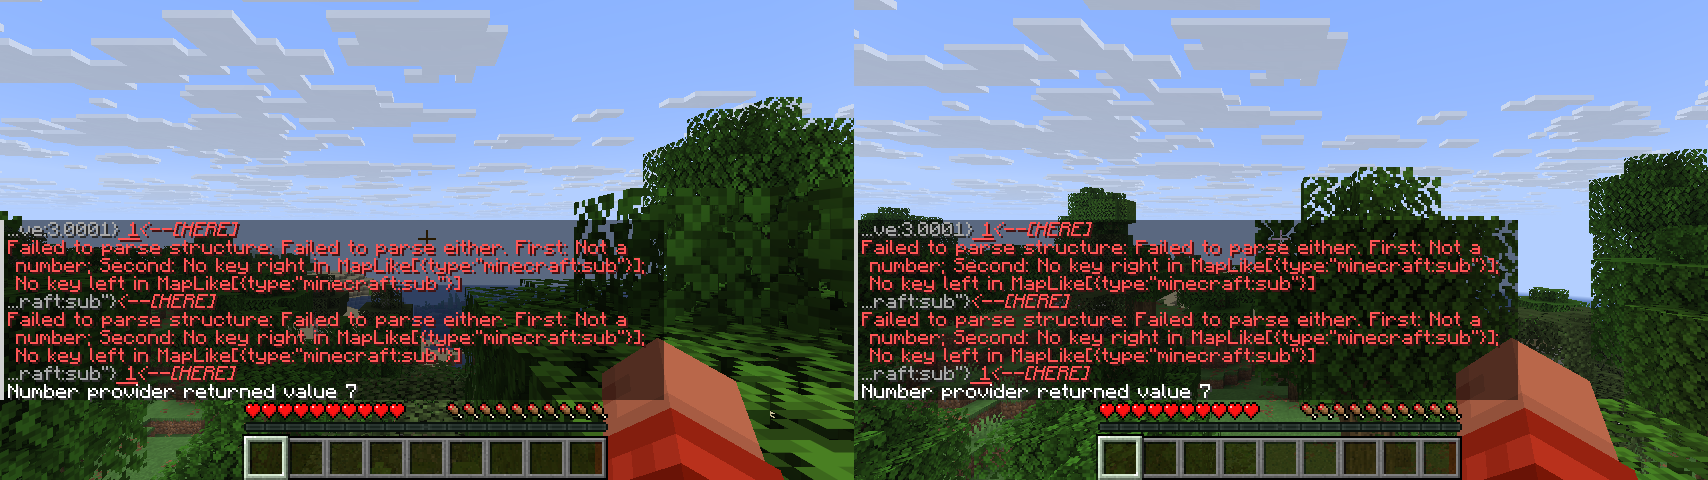 ...ve:3.0001} 1<--[HERE]
Failed to parse structure: Failed to parse either. First: Not a
number; Second: No key right in MapLike[{type:"minecraft:sub"}];
No key left in MapLike[{type:"minecraft:sub"}]
...raft:sub"}<--[HERE]
Failed to parse structure: Failed to parse either. First: Not a
number; Second: No key right in MapLike[{type:"minecraft:sub"}];
No key left in MapLike[{type:"minecraft:sub"}]
...raft:sub"} 1<--[HERE]
Number provider returned value 7
...ve:3.0001} 1<--[HERE]
Failed to parse structure: Failed to parse either. First: Not a
number; Second: No key right in MapLike[{type:"minecraft:sub"}];
No key left in MapLike[{type:"minecraft:sub"}]
...raft:sub"}<--[HERE]
Failed to parse structure: Failed to parse either. First: Not a
number; Second: No key right in MapLike[{type:"minecraft:sub"}];
No key left in MapLike[{type:"minecraft:sub"}]
...raft:sub"} 1<--[HERE]
Number provider returned value 7